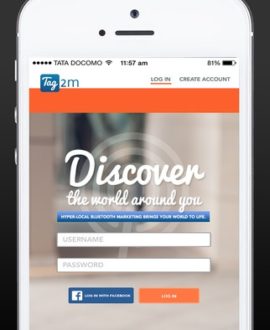 TATA DOCOMO 11:57 am
Tag 2m LOG IN CREATE ACCOUNT
Discover
the world around you
HYPER-LOCAL BLUETOOTH MARKETING BRINGS YOUR WORLD TO LIFE.
USERNAME
PASSWORD
f LOG IN WITH FACEBOOK LOG IN